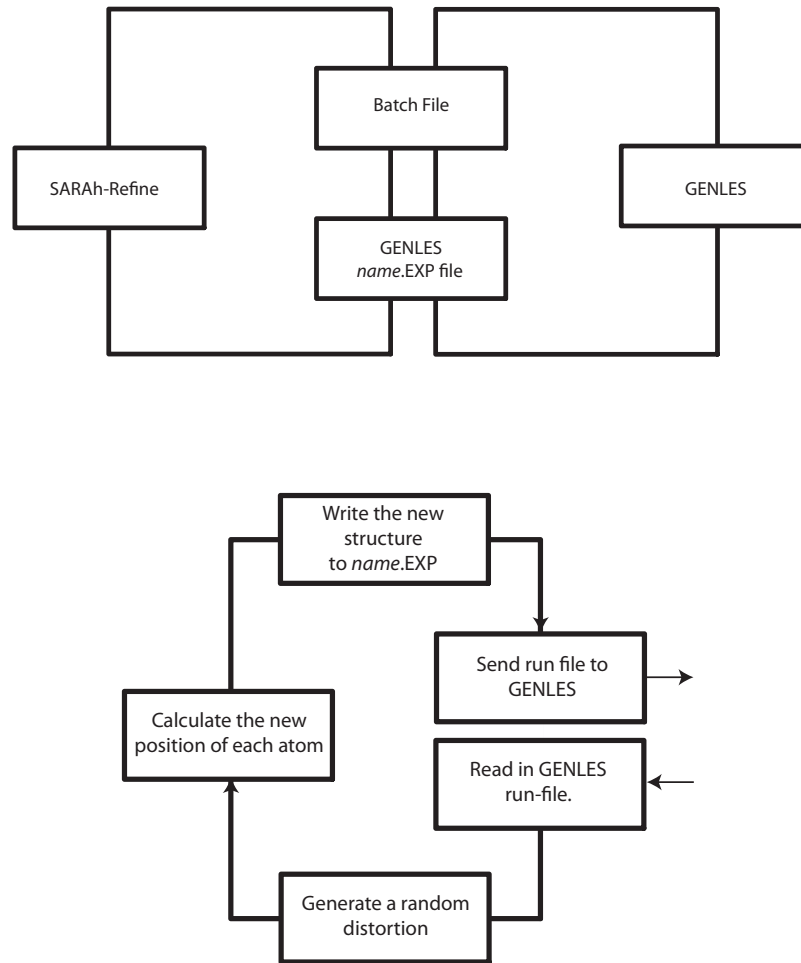 Batch File
SARAh-Refine
GENLES
GENLES
name.EXP file
Write the new
structure
to name.EXP
Send run file to
GENLES
Calculate the new
position of each atom
Read in GENLES
run-file.
Generate a random
distortion